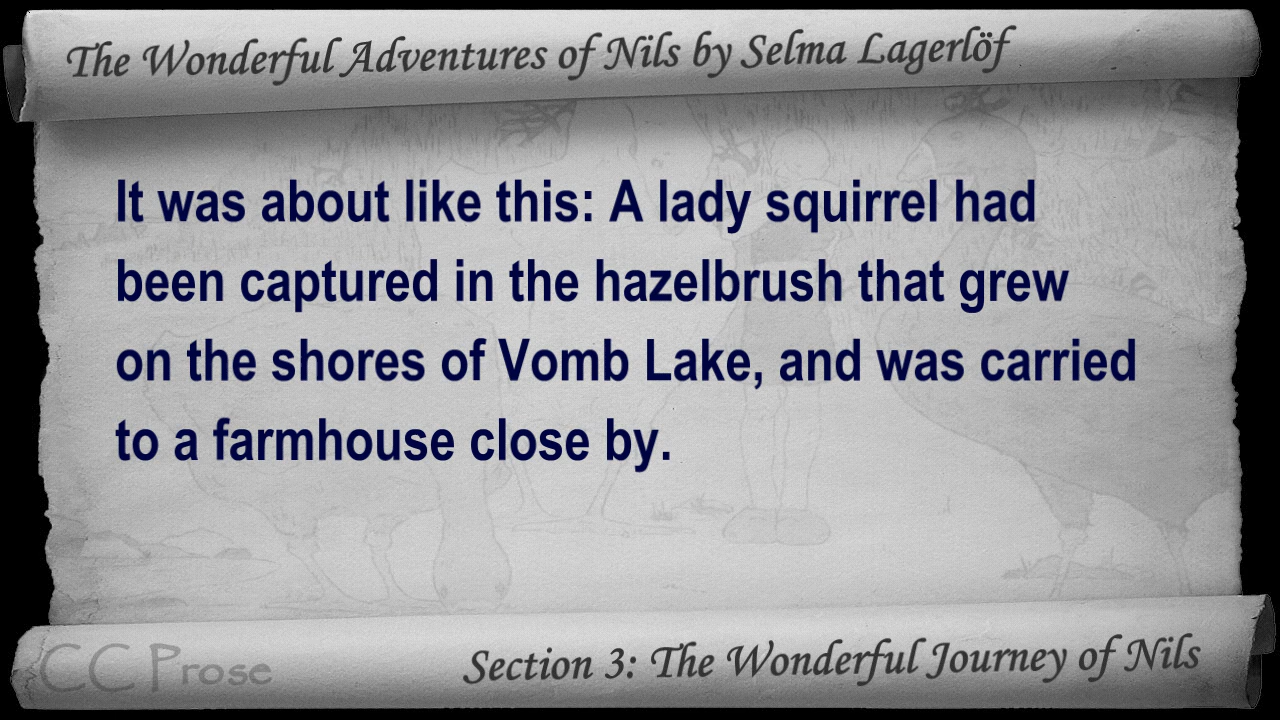 The Wonderful Adventures of Nils by Selma Lagerlöf
It was about like this: A lady squirrel had
been captured in the hazelbrush that grew
on the shores of Vomb Lake, and was carried
to a farmhouse close by.
CC Prose
Section 3: The Wonderful Journey of Nils